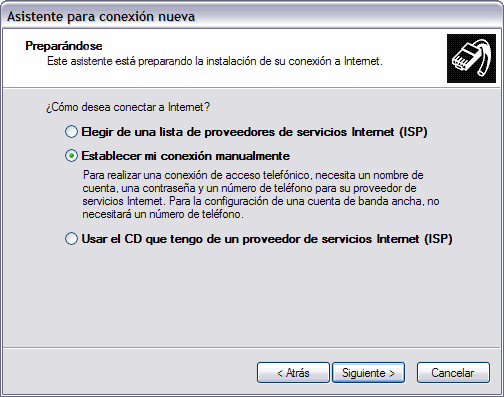 Asistente para conexión nueva
Preparándose
Este asistente está preparando la instalación de su conexión a Internet.
¿Cómo desea conectar a Internet?
Elegir de una lista de proveedores de servicios Internet (ISP)
Establecer mi conexión manualmente
Para realizar una conexión de acceso telefónico, necesita un nombre de
cuenta, una contraseña y un número de teléfono para su proveedor de
servicios Internet. Para la configuración de una cuenta de banda ancha, no
necesitará un número de teléfono.
Usar el CD que tengo de un proveedor de servicios Internet (ISP)
< Atrás
Siguiente >
Cancelar